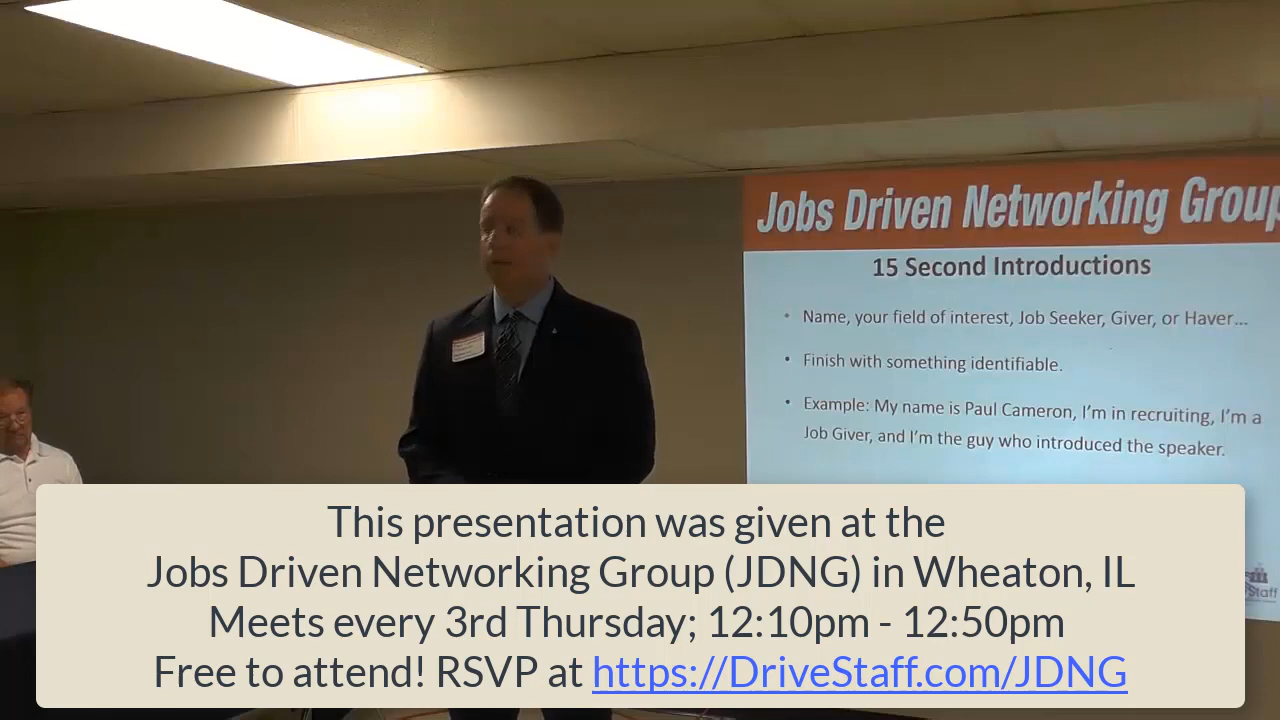 Jobs Driven Networking Group
15 Second Introductions
• Name, your field of interest, Job Seeker, Giver, or Haver...
• Finish with something identifiable.
• Example: My name is Paul Cameron, I'm in recruiting, I'm a
Job Giver, and I'm the guy who introduced the speaker.
Staff
This presentation was given at the
Jobs Driven Networking Group (JDNG) in Wheaton, IL
Meets every 3rd Thursday; 12:10pm - 12:50pm
Free to attend! RSVP at https://DriveStaff.com/JDNG